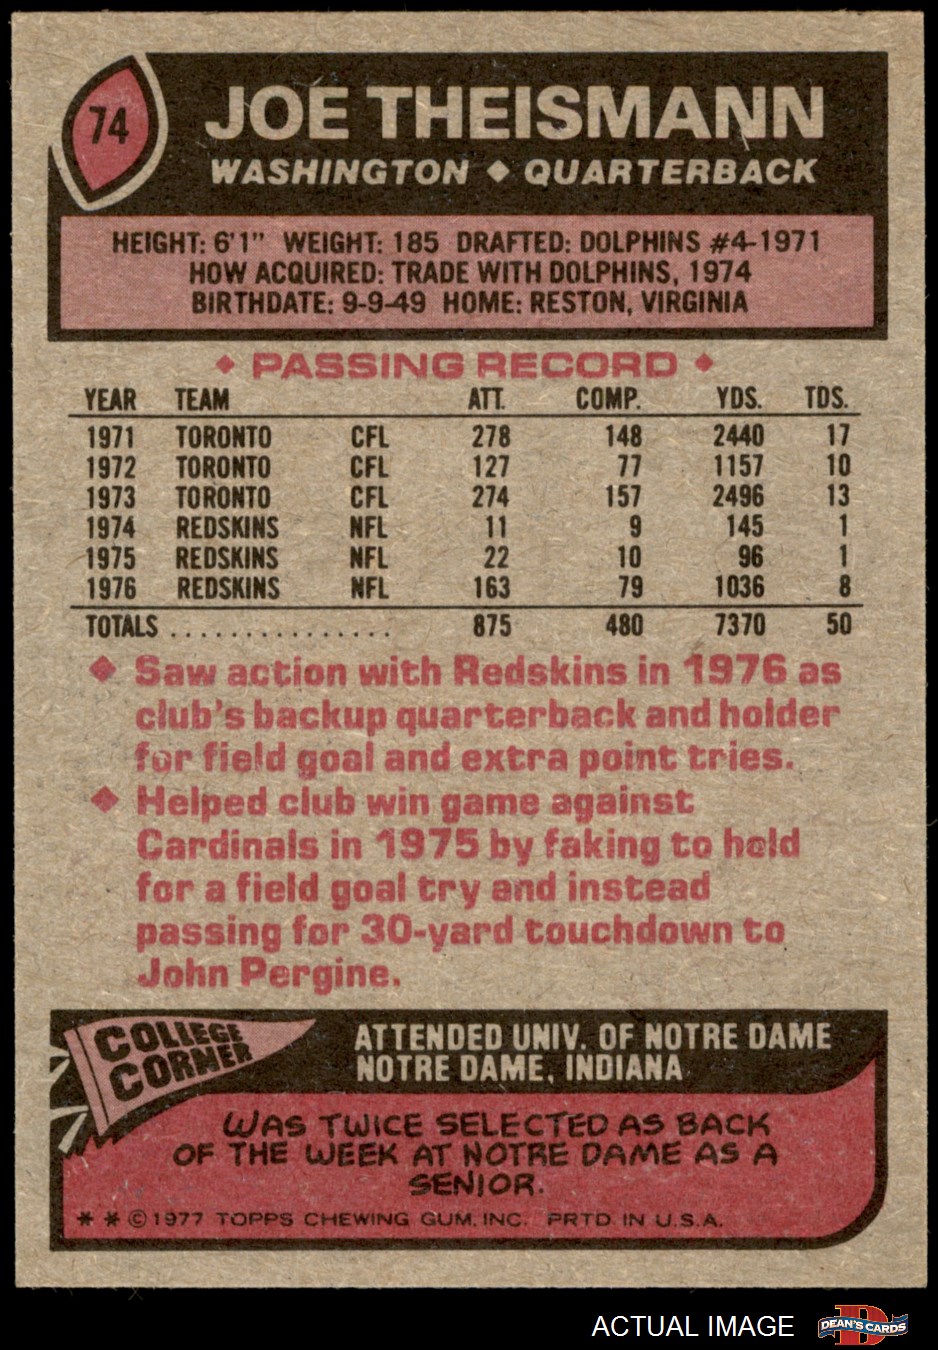 74
JOE THEISMANN
WASHINGTON ◆ QUARTERBACK
HEIGHT: 6'1" WEIGHT: 185 DRAFTED: DOLPHINS #4-1971
HOW ACQUIRED: TRADE WITH DOLPHINS, 1974
BIRTHDATE: 9-9-49 HOME: RESTON, VIRGINIA
◆ PASSING RECORD ◆
YEAR TEAM ATT. COMP. YDS. TDS.
1971 TORONTO CFL 278 148 2440 17
1972 TORONTO CFL 127 77 1157 10
1973 TORONTO CFL 274 157 2496 13
1974 REDSKINS NFL 11 9 145 1
1975 REDSKINS NFL 22 10 96 1
1976 REDSKINS NFL 163 79 1036 8
TOTALS . . . . . . . . . . . . . . . 875 480 7370 50
◆ Saw action with Redskins in 1976 as
club's backup quarterback and holder
for field goal and extra point tries.
◆ Helped club win game against
Cardinals in 1975 by faking to hold
for a field goal try and instead
passing for 30-yard touchdown to
John Pergine.
COLLEGE
CORNER
ATTENDED UNIV. OF NOTRE DAME
NOTRE DAME, INDIANA
WAS TWICE SELECTED AS BACK
OF THE WEEK AT NOTRE DAME AS A
SENIOR.
* * © 1977 TOPPS CHEWING GUM, INC. PRTD IN U.S.A.
ACTUAL IMAGE
DEAN'S CARDS